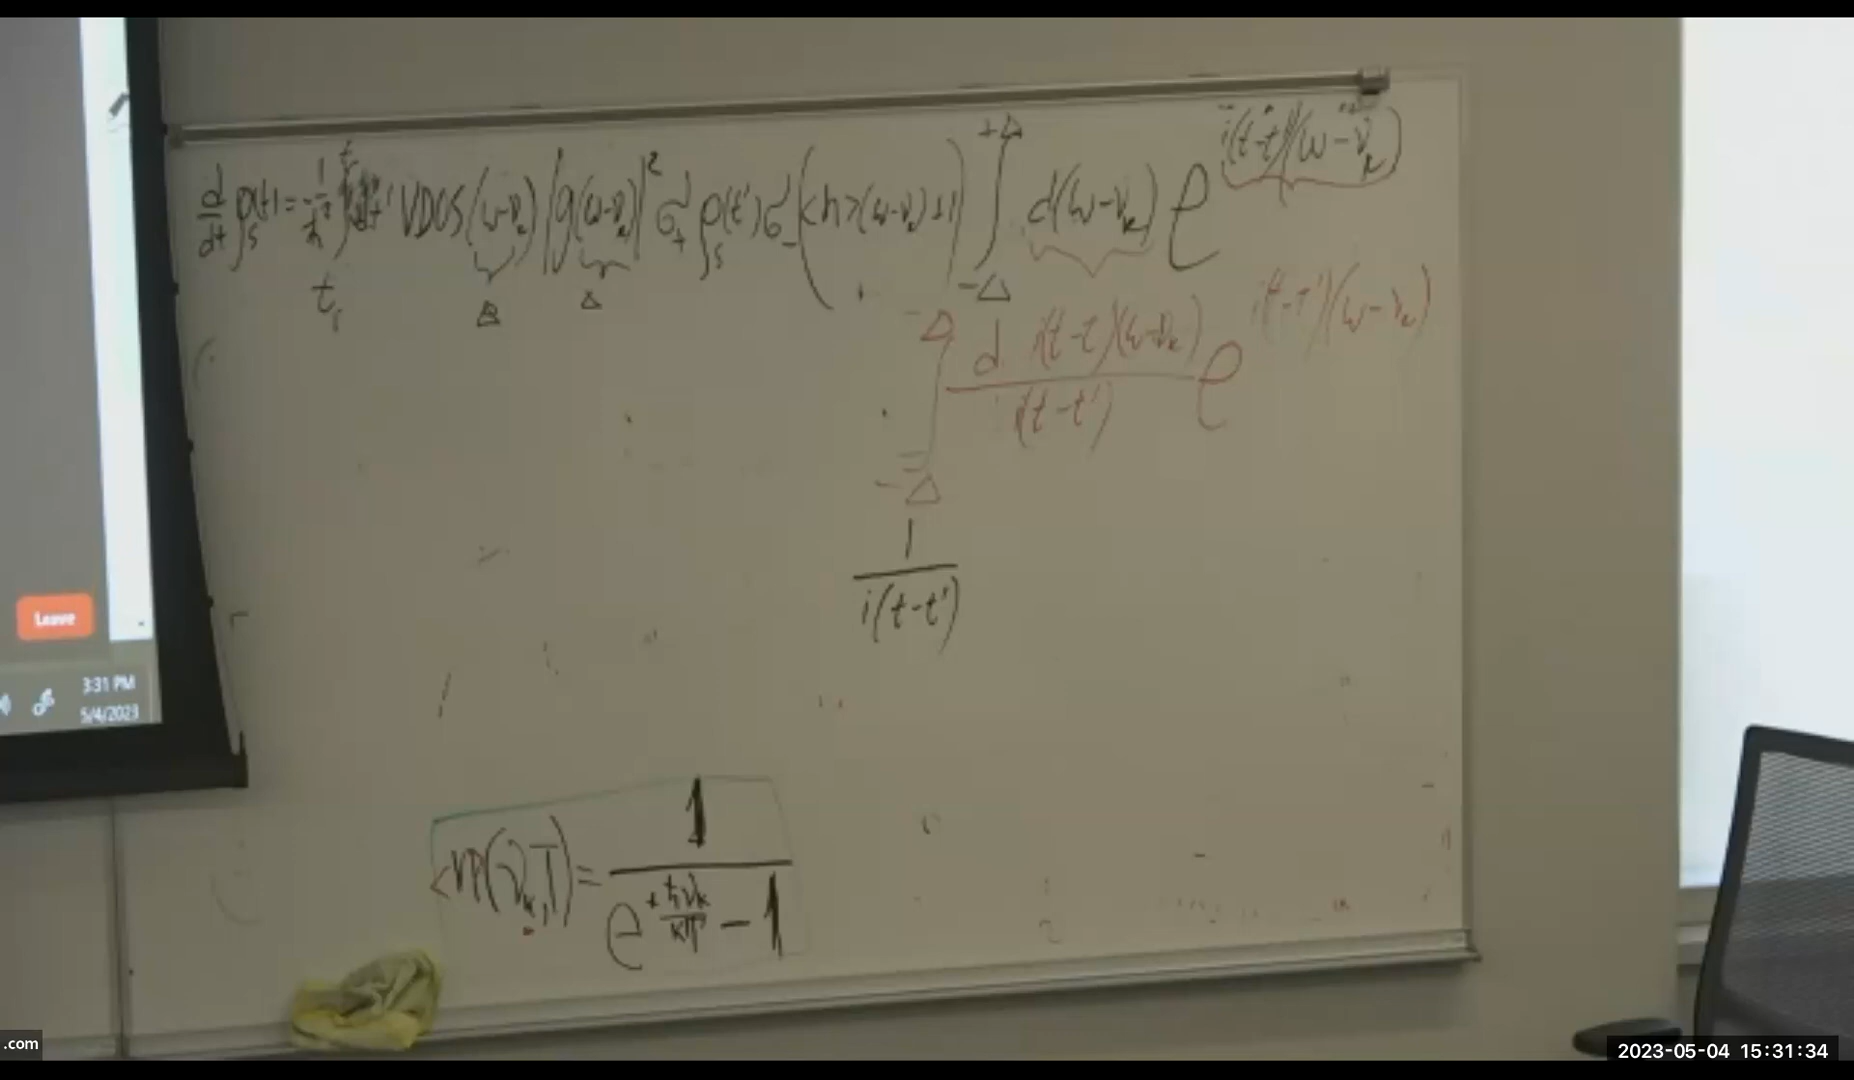 d/dt ρ_s(t) = -1/ħ² ∫ dt' VDOS(ω-ν_k) |g(ω-ν_k)|² σ_+ ρ_s(t') σ_- (<n>(ω-ν_k)+1) ∫ d(ω-ν_k) e^{i(t-t')(ω-ν_k)}
t_1
+Δ
-Δ
Δ Δ
Δ
∫ d i(t-t')(ω-ν_k) / i(t-t') e^{i(t-t')(ω-ν_k)}
=
-Δ
1
i(t-t')
Leave
3:31 PM
5/4/2023
<n>(ν_k,T) = 1 / e^{+ħν_k/kT} - 1
.com
2023-05-04 15:31:34